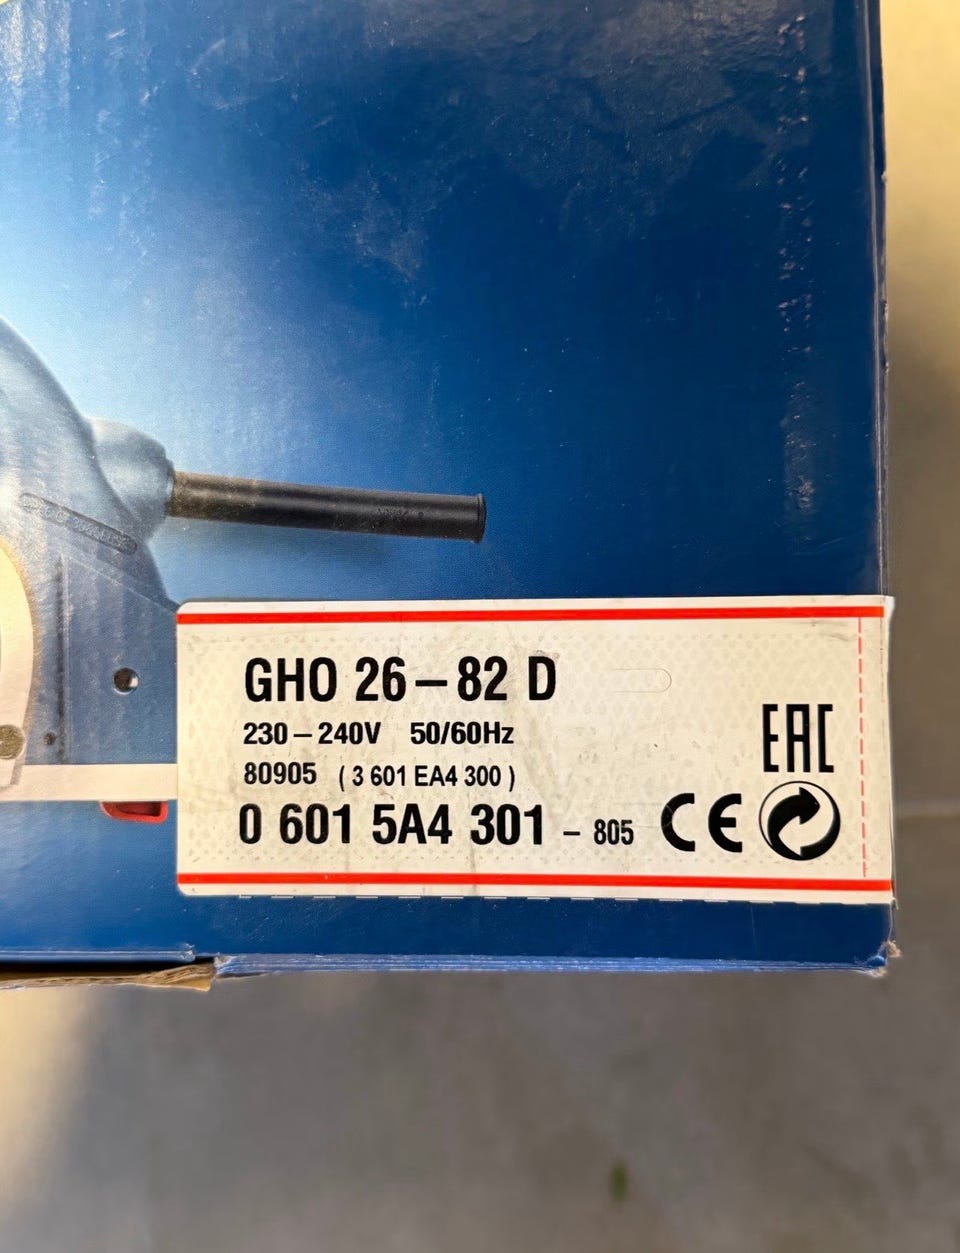 GHO 26–82 D
230–240V 50/60Hz
80905 (3 601 EA4 300)
EAC
0 601 5A4 301 – 805
CE